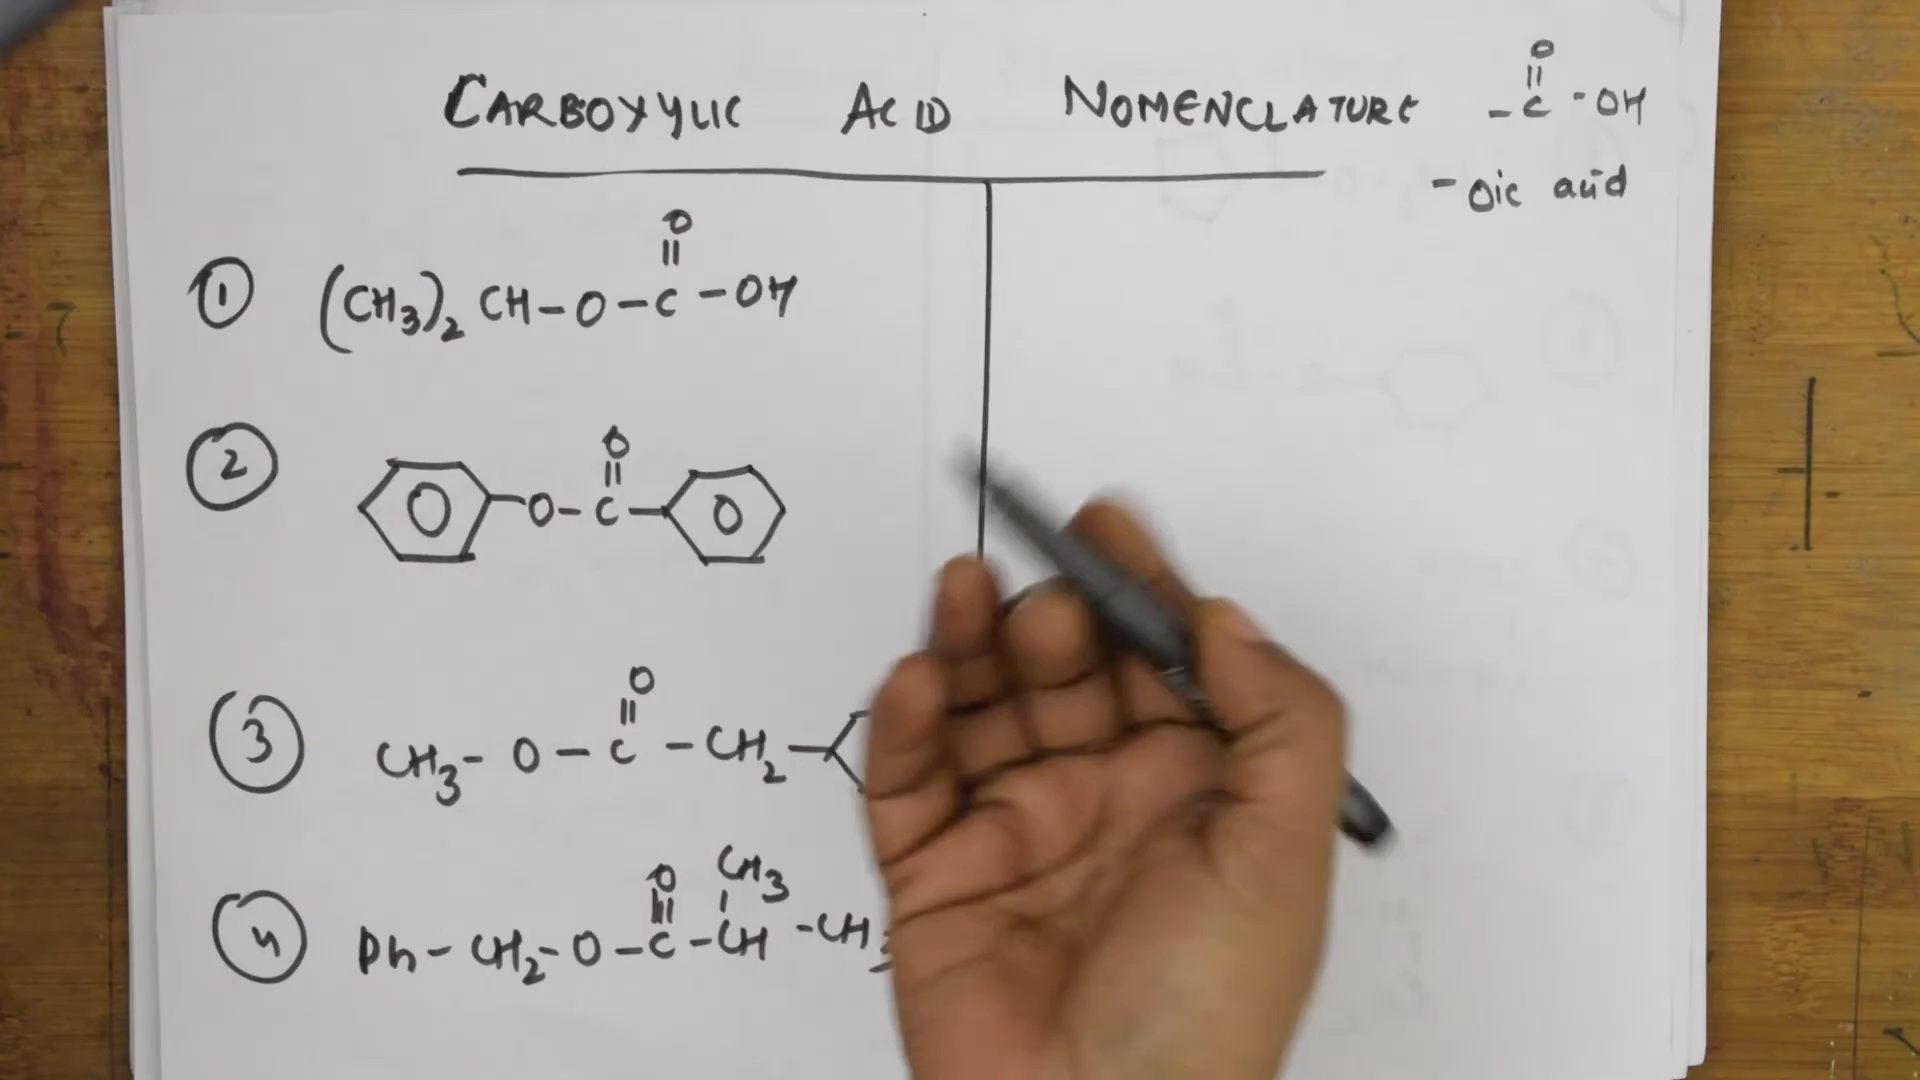 CARBOXYLIC ACID NOMENCLATURE
O
||
-C-OH
-oic acid
① O
||
(CH3)2 CH-O-C-OH
② O
||
O-C
③ O
||
CH3-O-C-CH2
④ O CH3
|| |
Ph-CH2-O-C-CH-CH